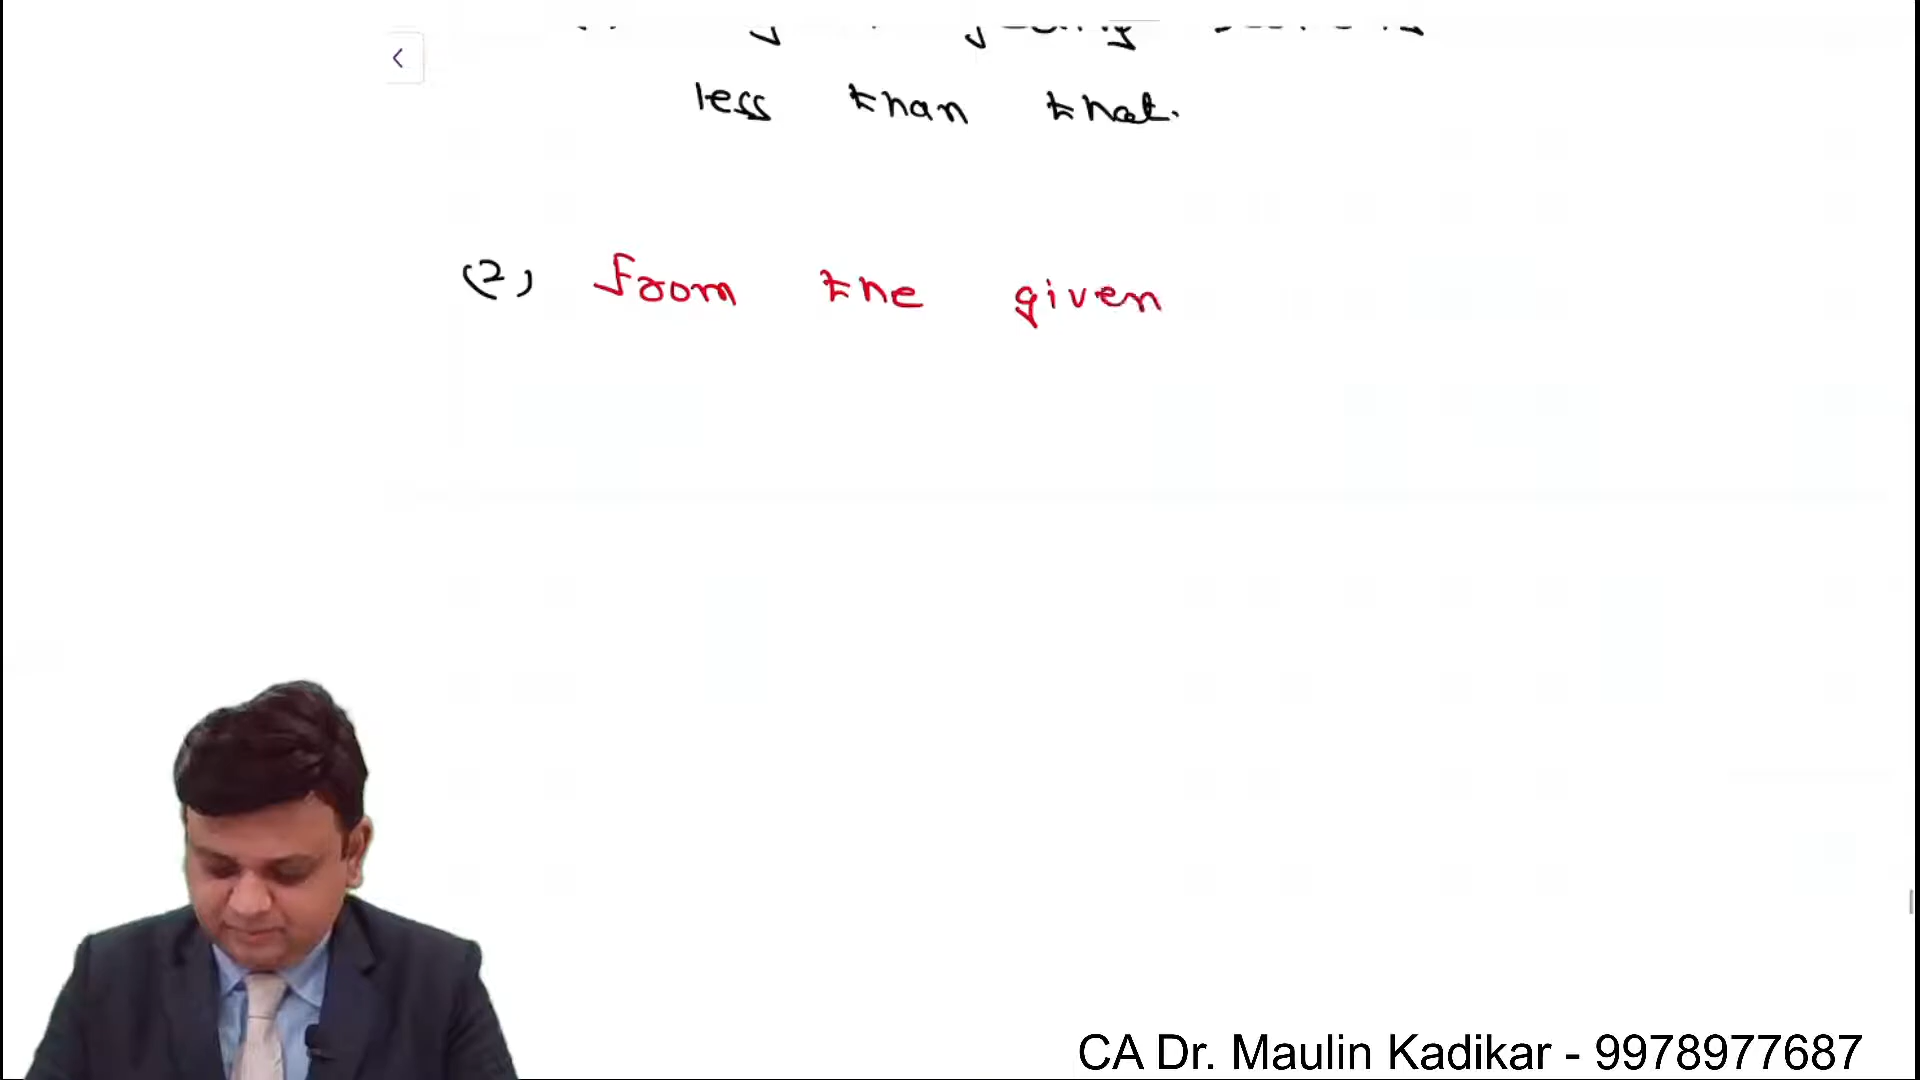 less than that.
(2) from the given
CA Dr. Maulin Kadikar - 9978977687